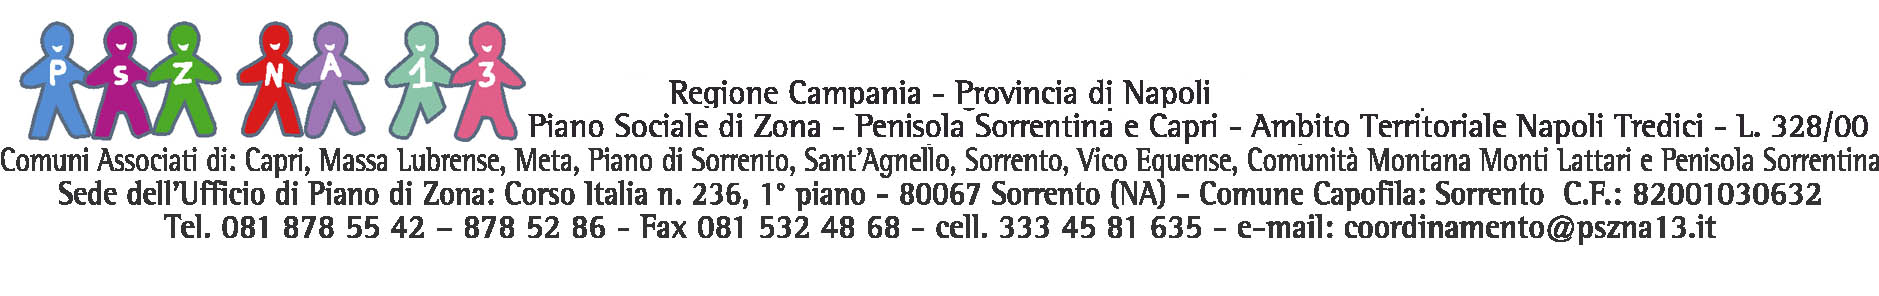 PSZ NA 13
Regione Campania - Provincia di Napoli
Piano Sociale di Zona - Penisola Sorrentina e Capri - Ambito Territoriale Napoli Tredici - L. 328/00
Comuni Associati di: Capri, Massa Lubrense, Meta, Piano di Sorrento, Sant'Agnello, Sorrento, Vico Equense, Comunità Montana Monti Lattari e Penisola Sorrentina
Sede dell'Ufficio di Piano di Zona: Corso Italia n. 236, 1° piano - 80067 Sorrento (NA) - Comune Capofila: Sorrento C.F.: 82001030632
Tel. 081 878 55 42 – 878 52 86 - Fax 081 532 48 68 - cell. 333 45 81 635 - e-mail: coordinamento@pszna13.it